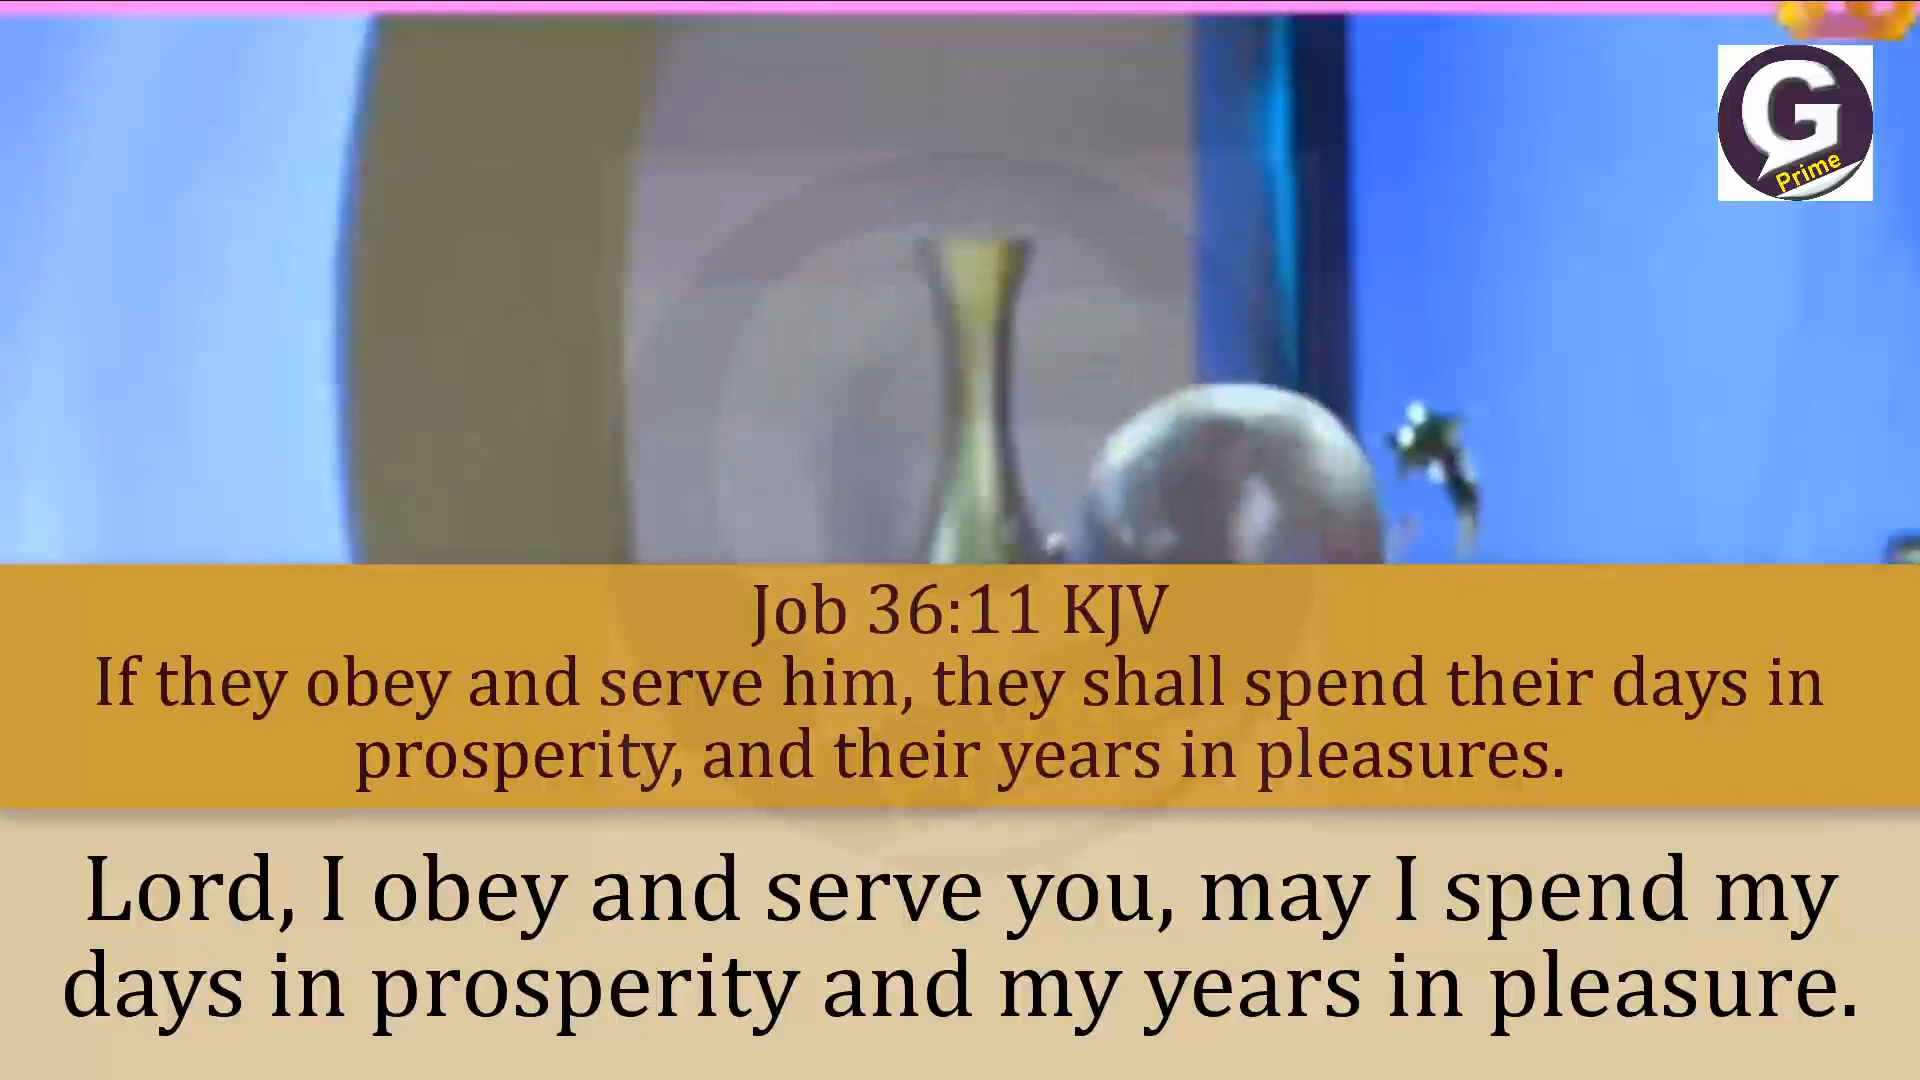 G
Prime
Job 36:11 KJV
If they obey and serve him, they shall spend their days in
prosperity, and their years in pleasures.
Lord, I obey and serve you, may I spend my
days in prosperity and my years in pleasure.